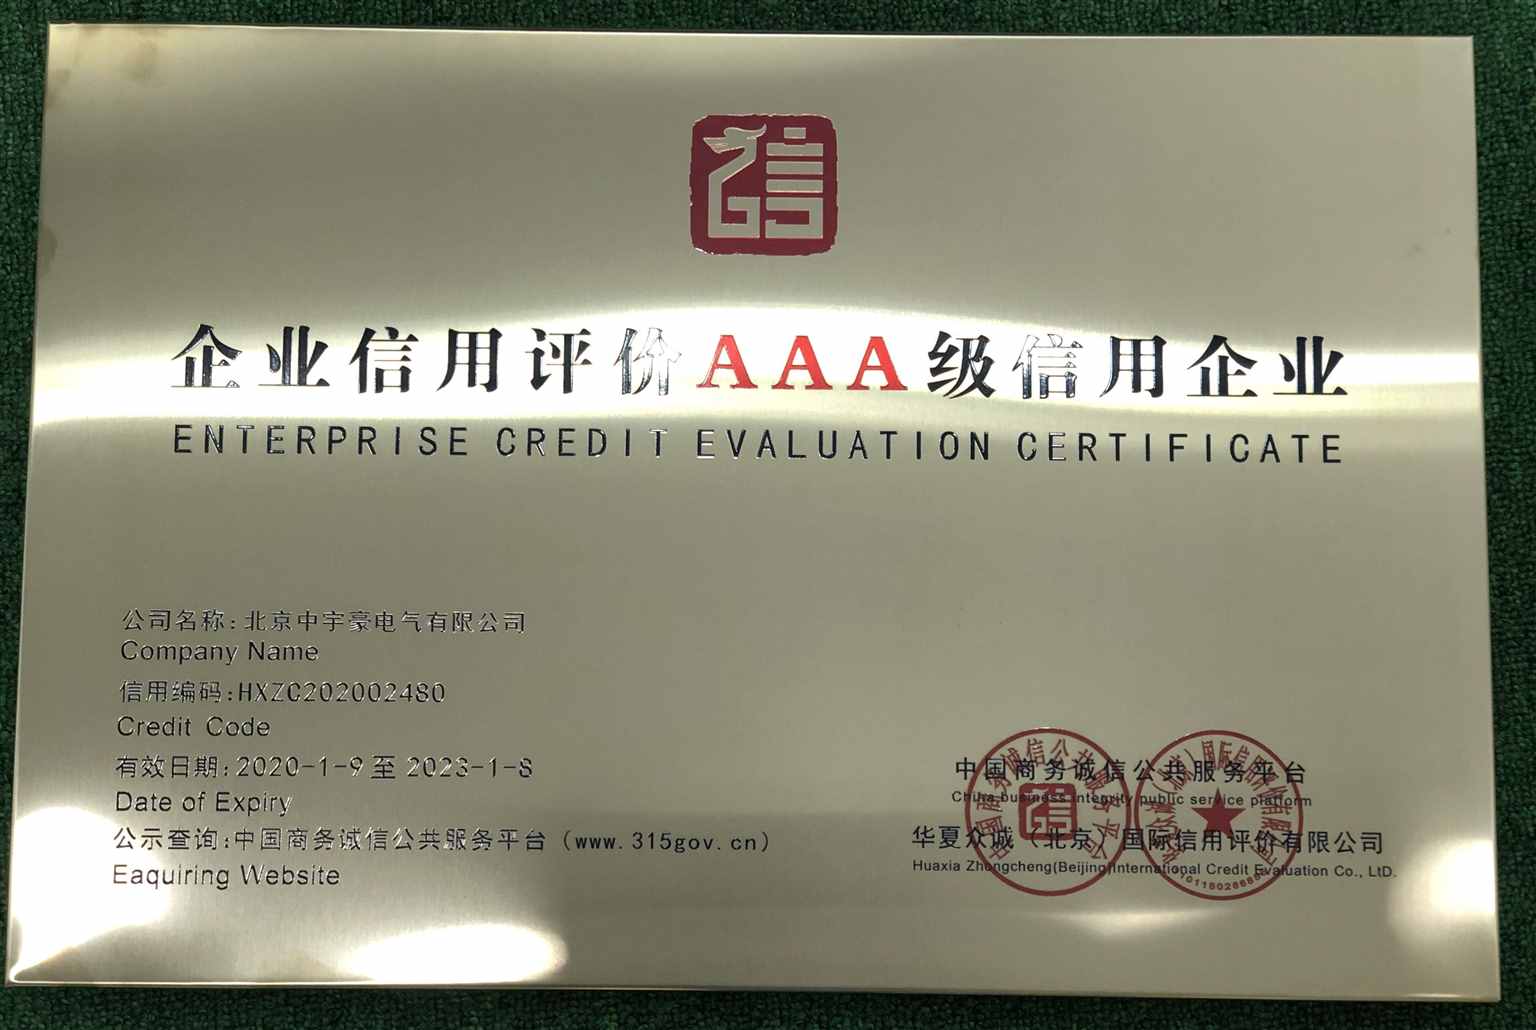 信
企业信用评价AAA级信用企业
ENTERPRISE CREDIT EVALUATION CERTIFICATE
公司名称:北京中宇豪电气有限公司
Company Name
信用编码:HXZC202002480
Credit Code
有效日期:2020-1-9至2023-1-8
Date of Expiry
公示查询:中国商务诚信公共服务平台(www.315gov.cn)
Eaquiring Website
中国商务诚信公共服务平台
China business integrity public service platform
华夏众诚(北京)国际信用评价有限公司
Huaxia Zhongcheng(Beijing)International Credit Evaluation Co., LtD.